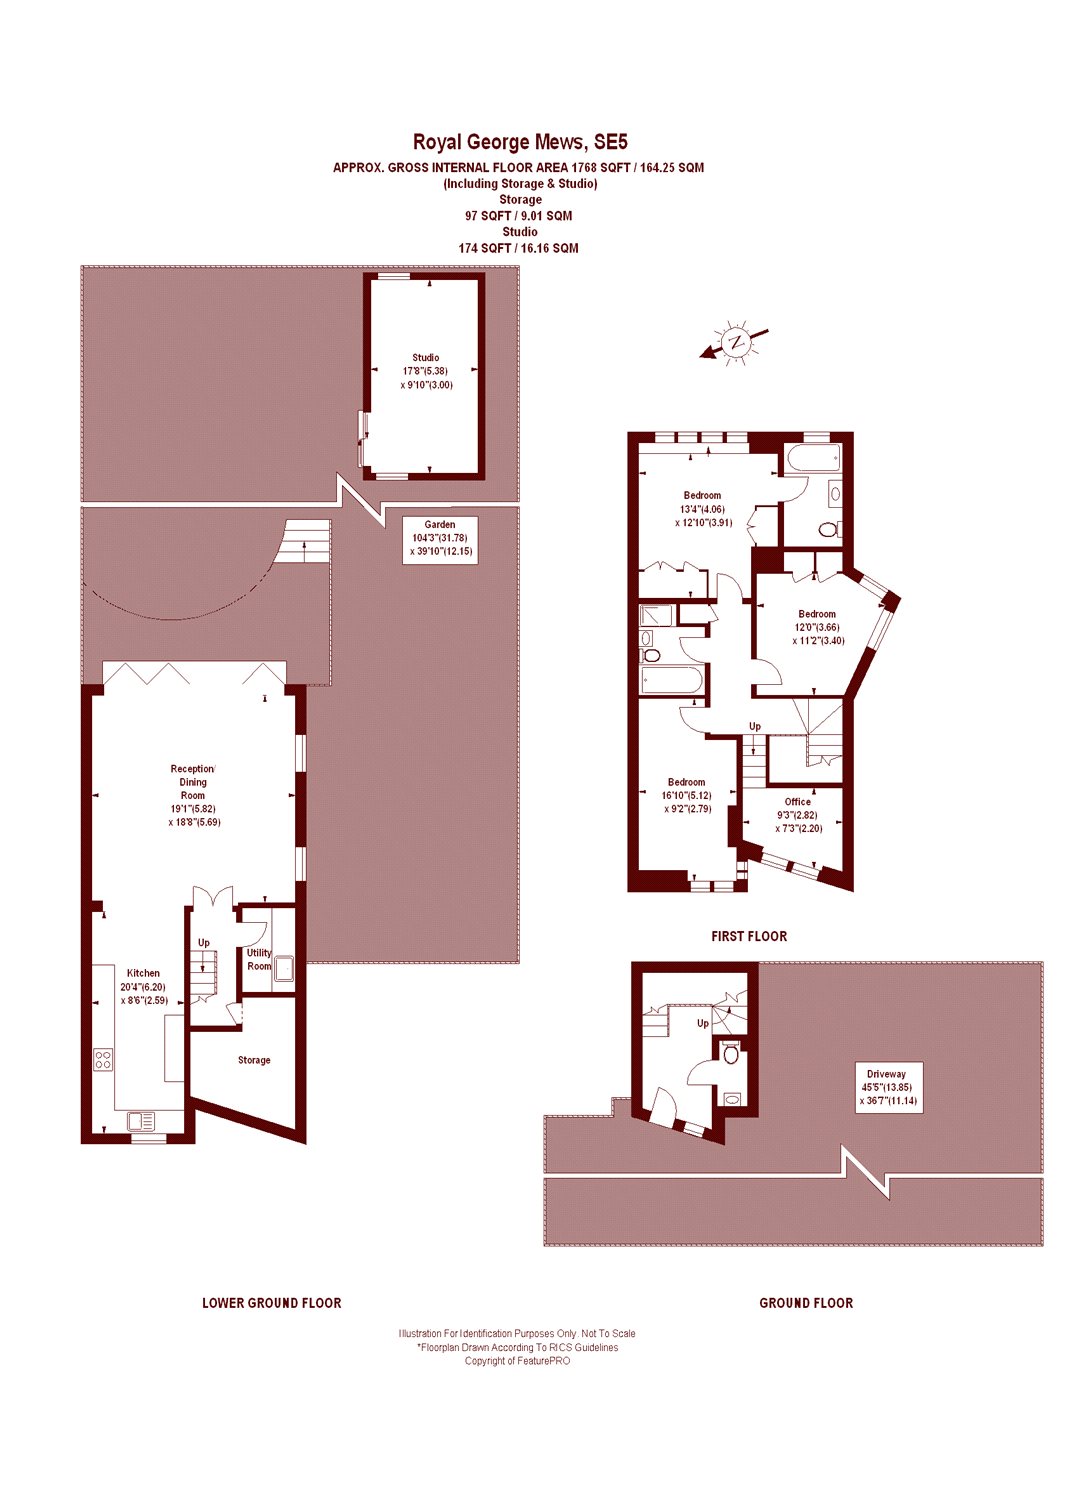 Royal George Mews, SE5
APPROX. GROSS INTERNAL FLOOR AREA 1768 SQFT / 164.25 SQM
(Including Storage & Studio)
Storage
97 SQFT / 9.01 SQM
Studio
174 SQFT / 16.16 SQM
Studio
17'8"(5.38)
x 9'10"(3.00)
N
Garden
104'3"(31.78)
x 39'10"(12.15)
Bedroom
13'4"(4.06)
x 12'10"(3.91)
Bedroom
12'0"(3.66)
x 11'2"(3.40)
Up
Bedroom
16'10"(5.12)
x 9'2"(2.79)
Office
9'3"(2.82)
x 7'3"(2.20)
FIRST FLOOR
Reception/
Dining
Room
19'1"(5.82)
x 18'8"(5.69)
Up
Utility
Room
Kitchen
20'4"(6.20)
x 8'6"(2.59)
Storage
Up
Driveway
45'5"(13.85)
x 36'7"(11.14)
LOWER GROUND FLOOR
GROUND FLOOR
Illustration For Identification Purposes Only. Not To Scale
*Floorplan Drawn According To RICS Guidelines
Copyright of FeaturePRO